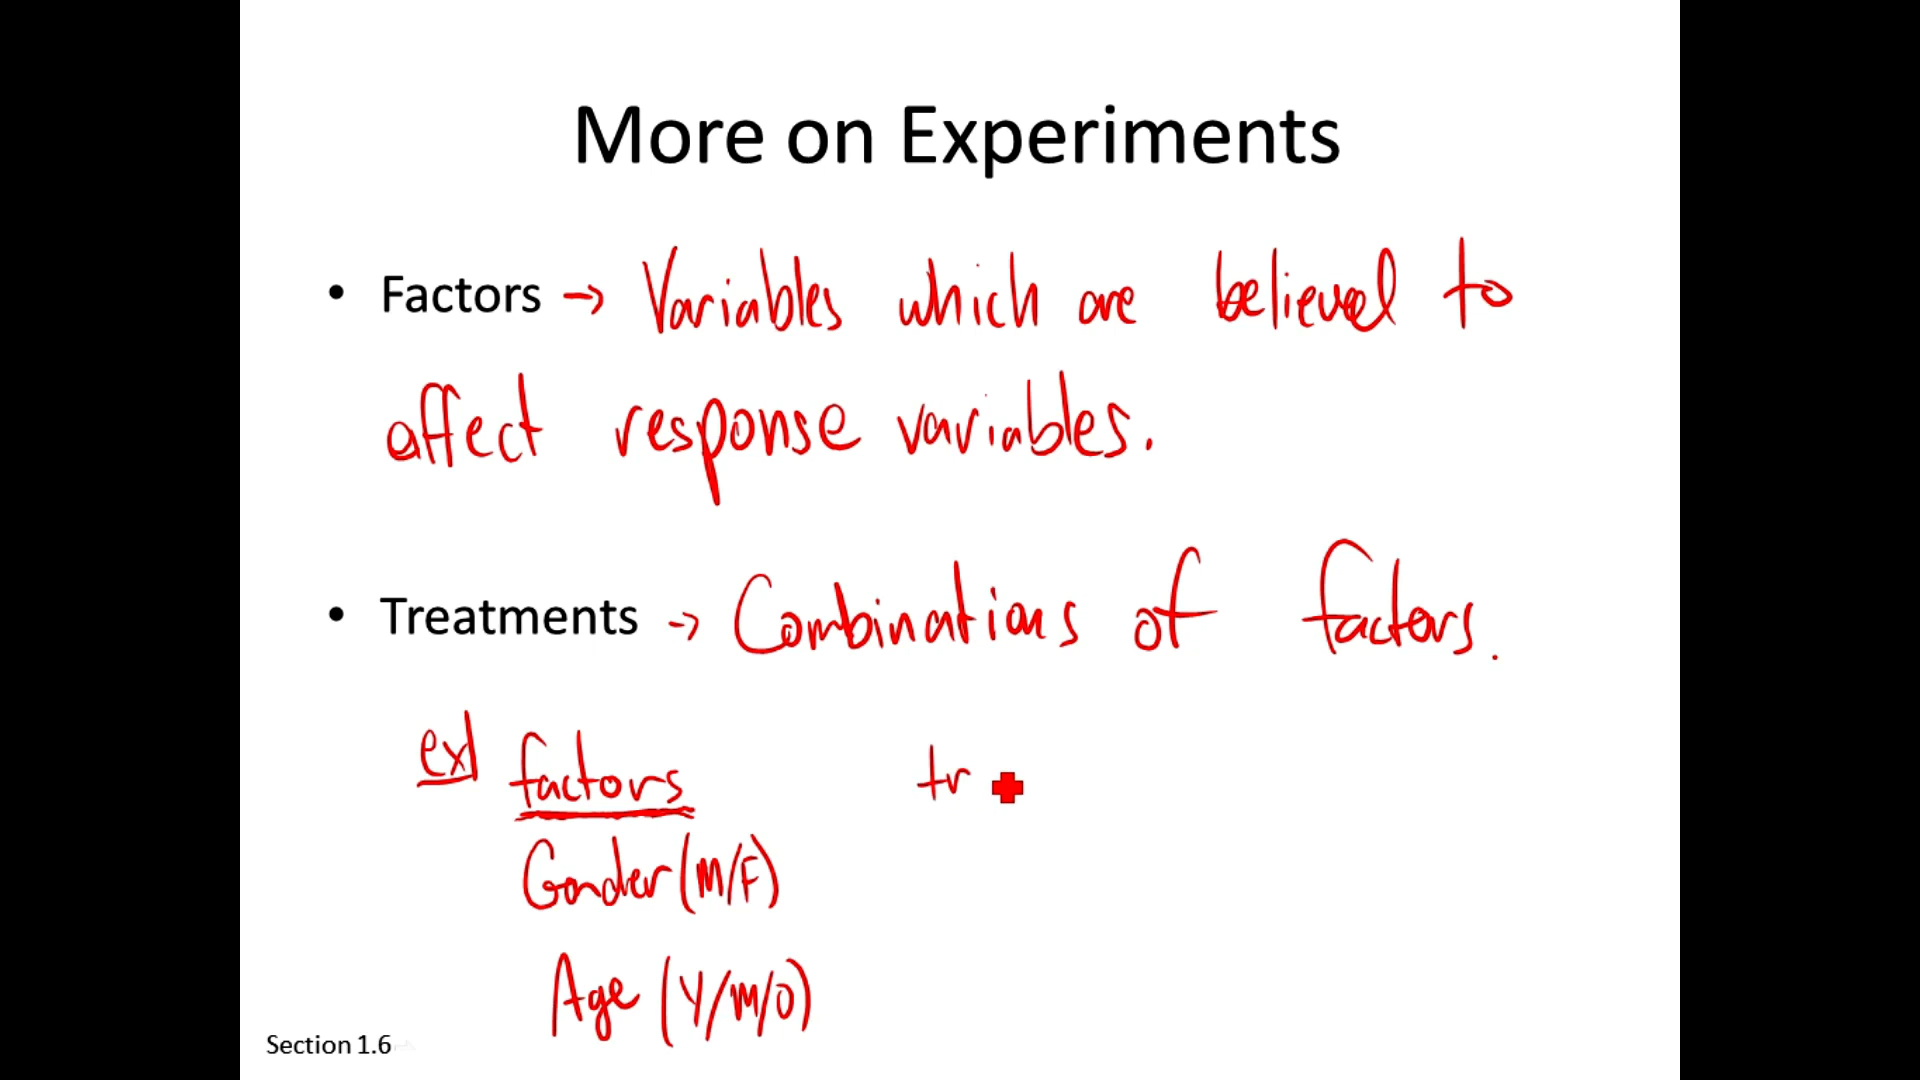 More on Experiments
• Factors → Variables which are believed to
affect response variables.
• Treatments → Combinations of factors.
ex) factors tr
Gender (M/F)
Age (Y/M/O)
Section 1.6